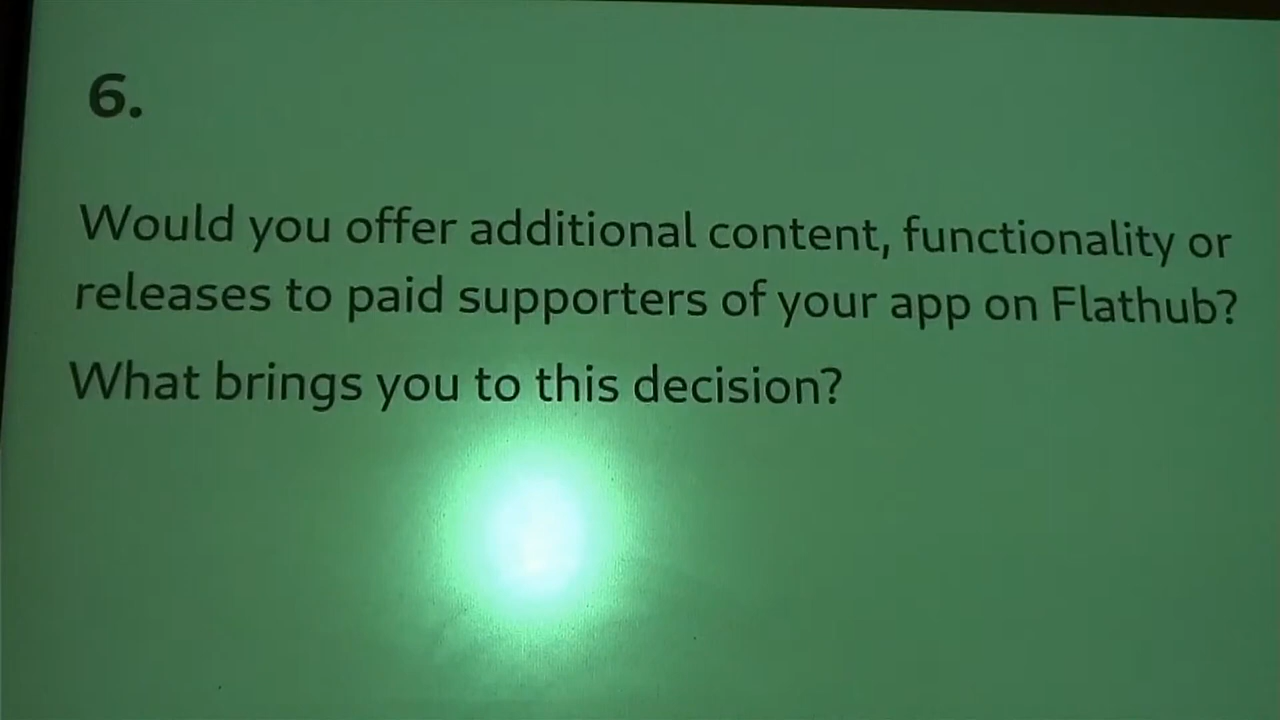 6.
Would you offer additional content, functionality or
releases to paid supporters of your app on Flathub?
What brings you to this decision?